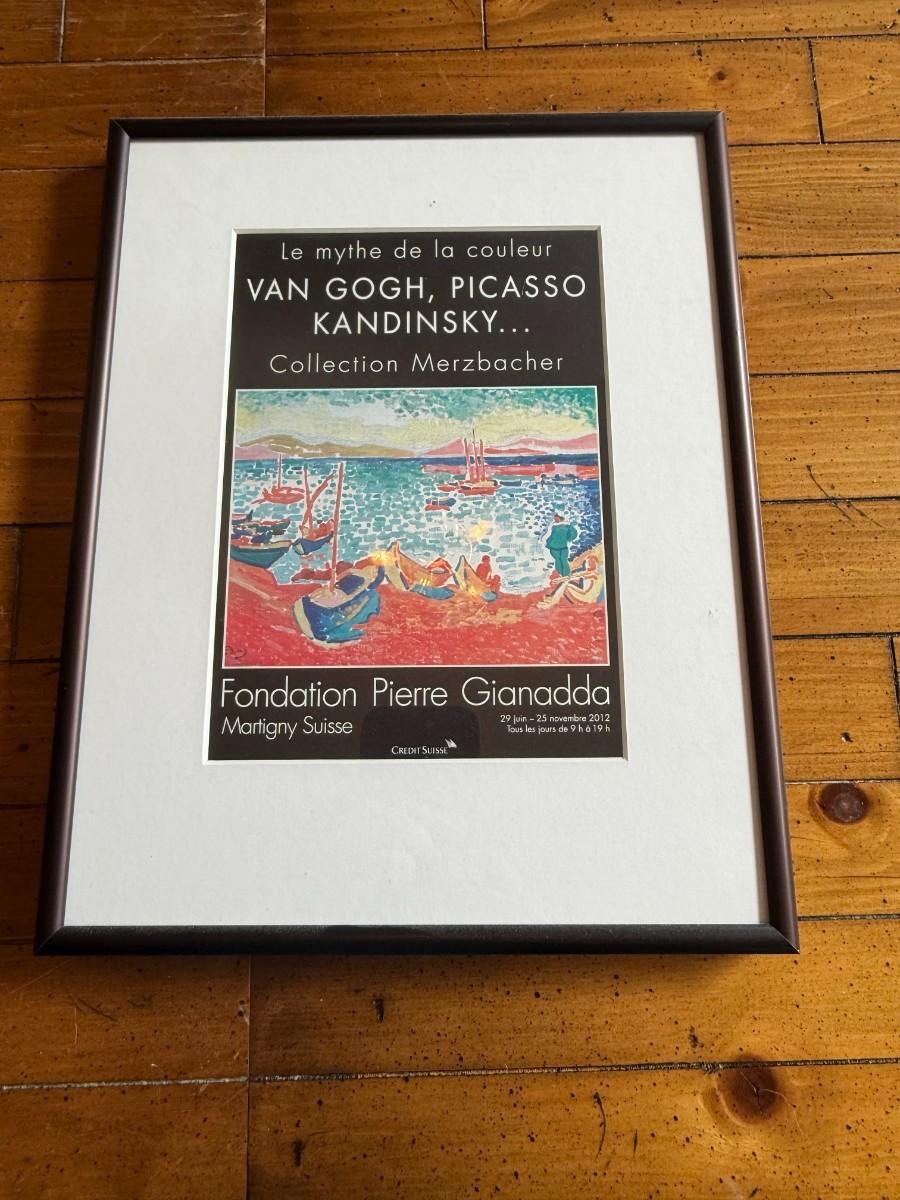 Le mythe de la couleur
VAN GOGH, PICASSO
KANDINSKY...
Collection Merzbacher
Fondation Pierre Gianadda
Martigny Suisse
29 juin – 25 novembre 2012
Tous les jours de 9 h à 19 h
CREDIT SUISSE